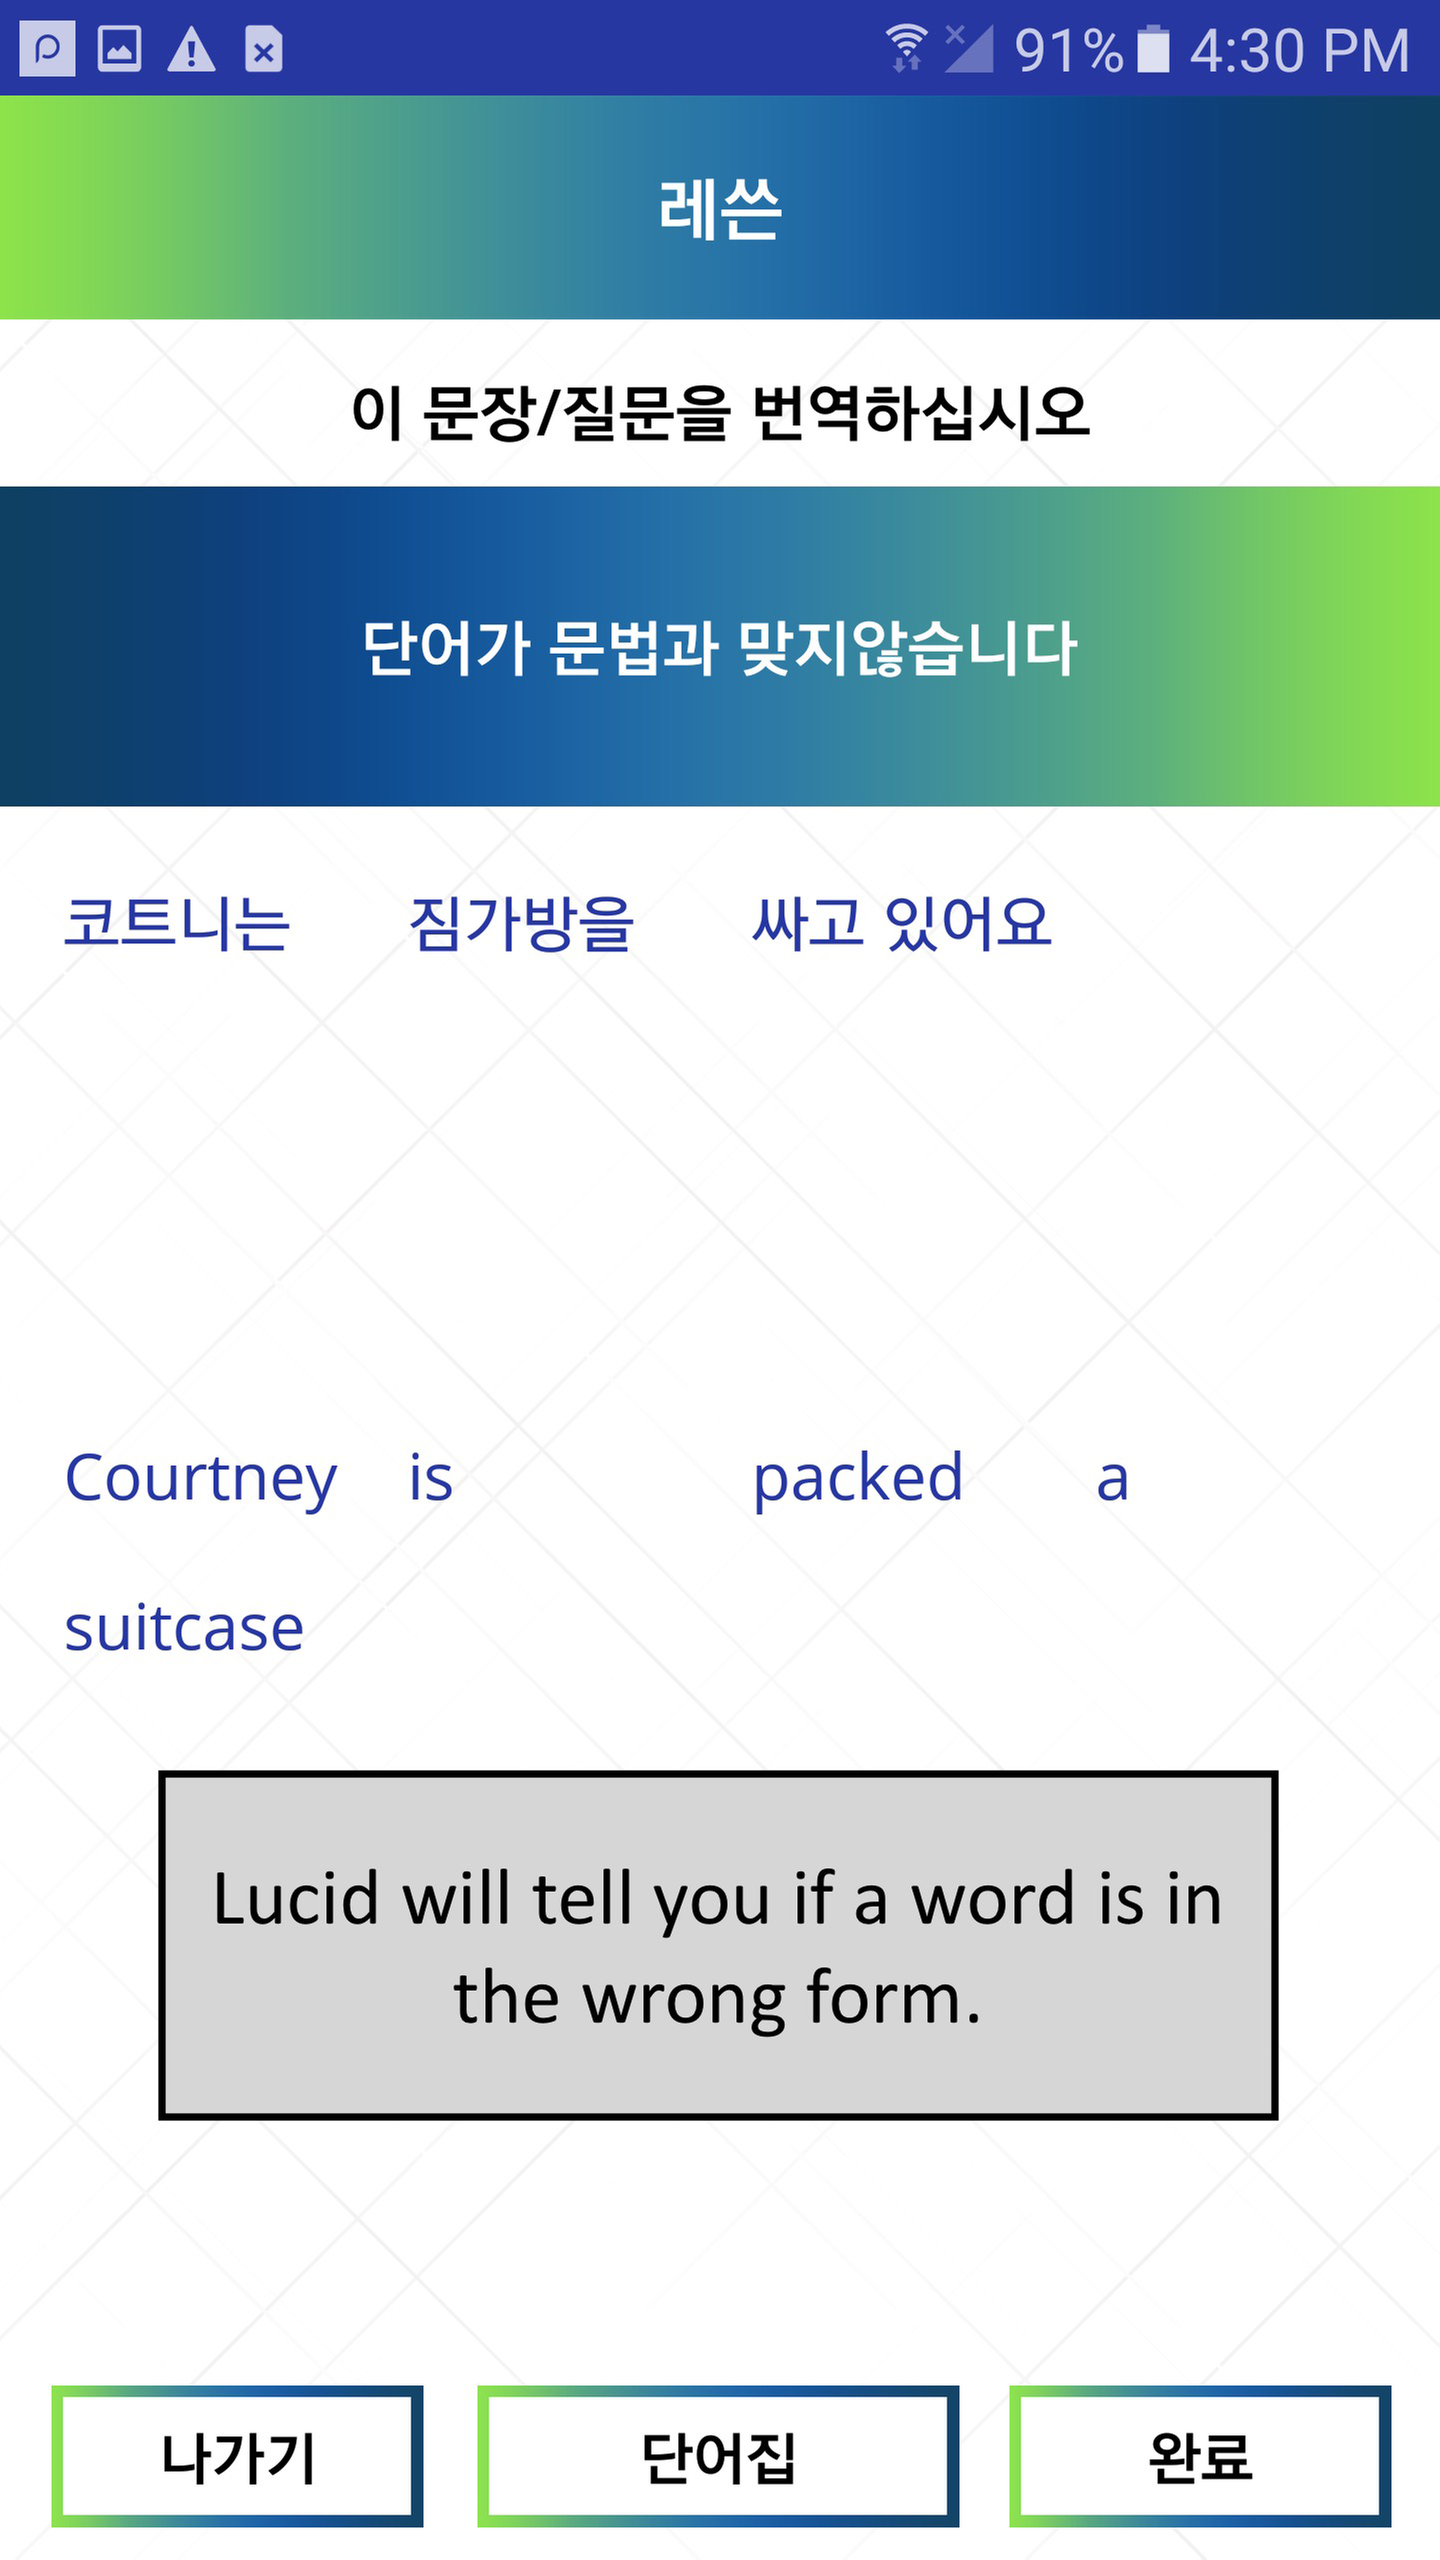 91% 4:30 PM
레쓴
이 문장/질문을 번역하십시오
단어가 문법과 맞지않습니다
코트니는 짐가방을 싸고 있어요
Courtney is packed a
suitcase
Lucid will tell you if a word is in
the wrong form.
나가기 단어집 완료